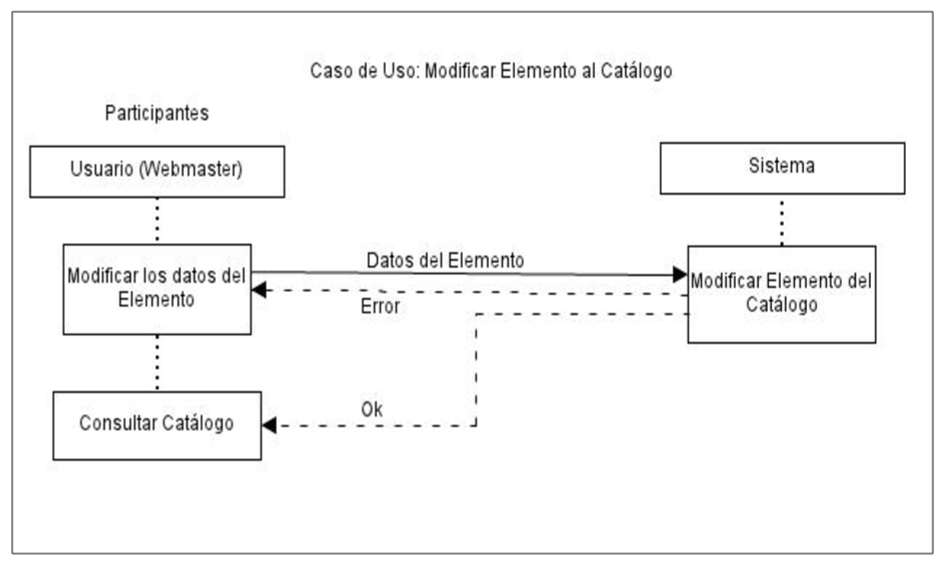 Caso de Uso: Modificar Elemento al Catálogo
Participantes
Usuario (Webmaster)
Sistema
Modificar los datos del
Elemento
Datos del Elemento
Error
Modificar Elemento del
Catálogo
Consultar Catálogo
Ok